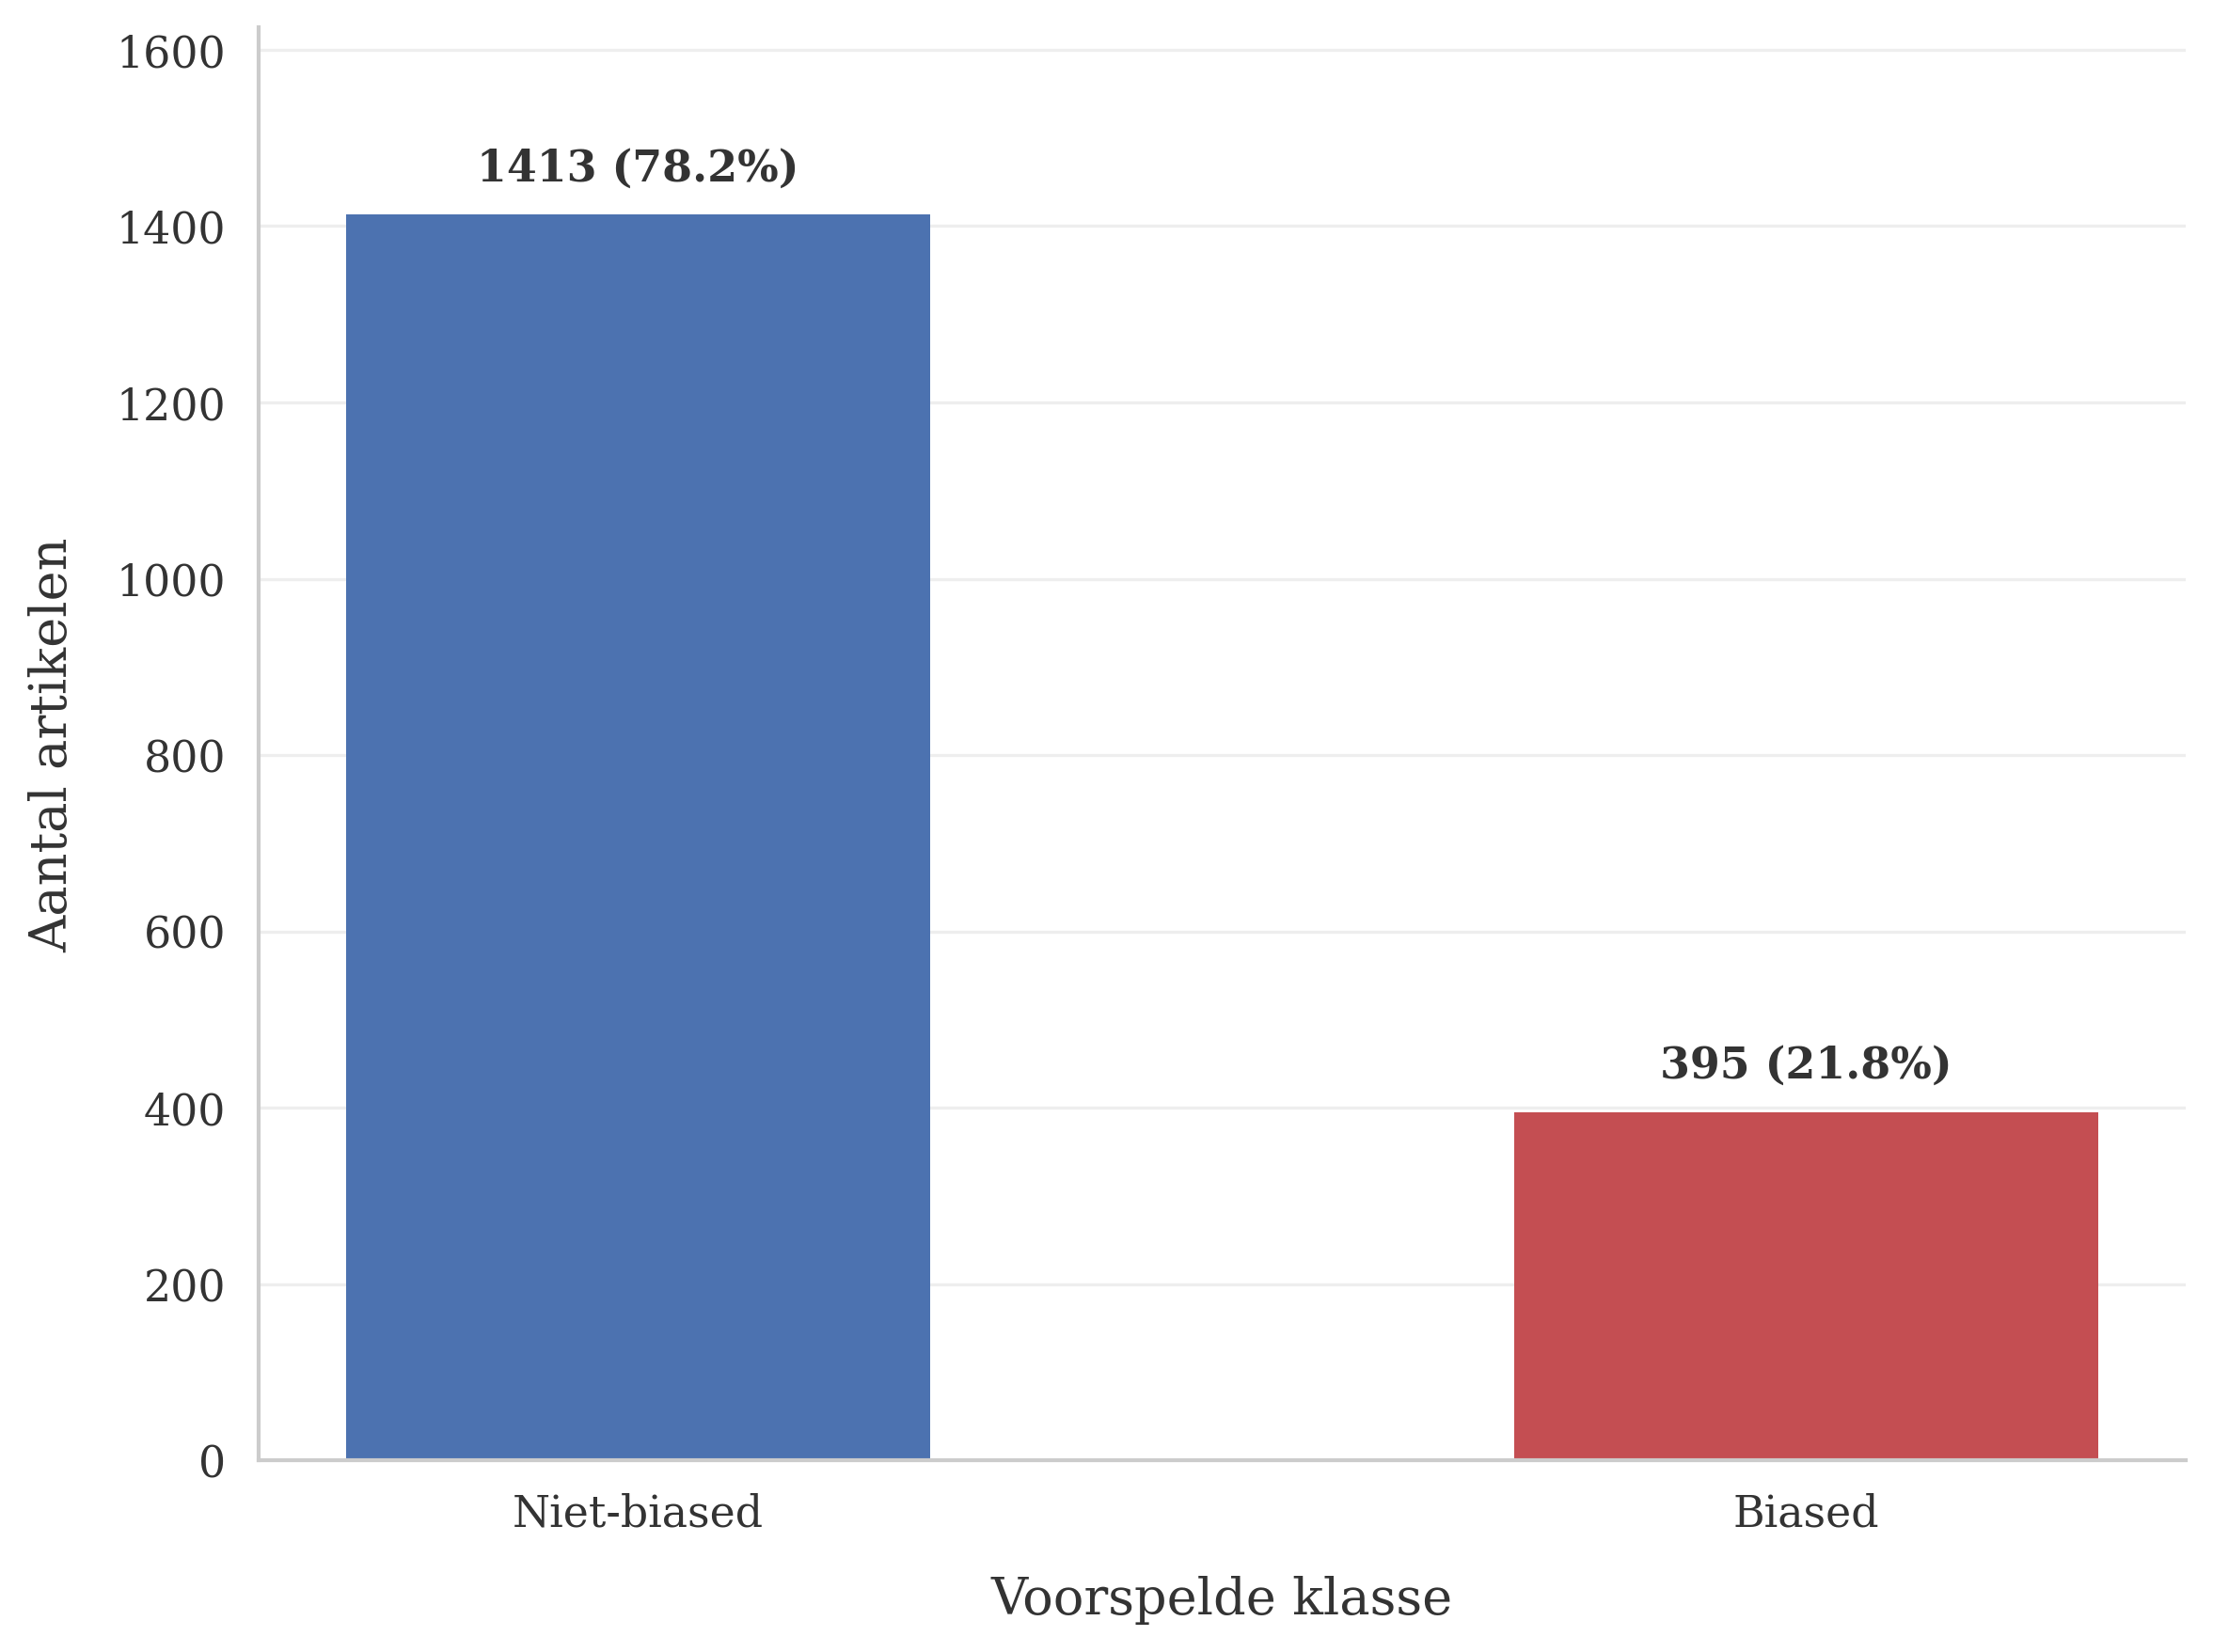 1600
1413 (78.2%)
1400
1200
1000
Aantal artikelen
800
600
395 (21.8%)
400
200
0
Niet-biased
Biased
Voorspelde klasse